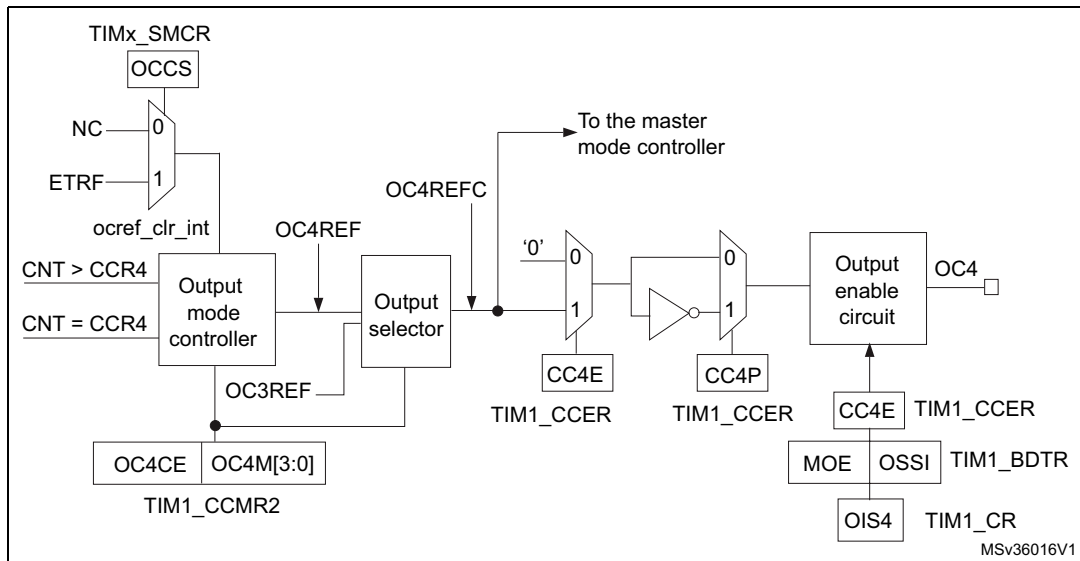 TIMx_SMCR
OCCS
NC
0
ETRF
1
ocref_clr_int
CNT > CCR4
CNT = CCR4
Output
mode
controller
OC4REF
OC3REF
Output
selector
OC4REFC
To the master
mode controller
‘0’
0
1
CC4E
TIM1_CCER
0
1
CC4P
TIM1_CCER
Output
enable
circuit
OC4
CC4E
TIM1_CCER
MOE
OSSI
TIM1_BDTR
OIS4
TIM1_CR
OC4CE
OC4M[3:0]
TIM1_CCMR2
MSv36016V1